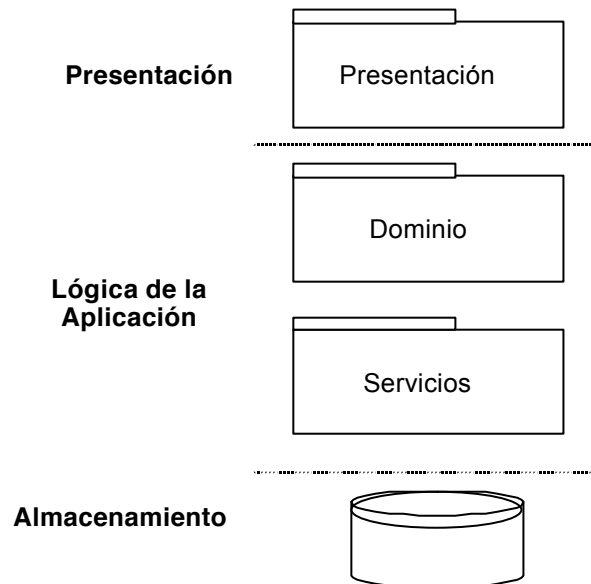 Presentación
Presentación
Dominio
Lógica de la
Aplicación
Servicios
Almacenamiento